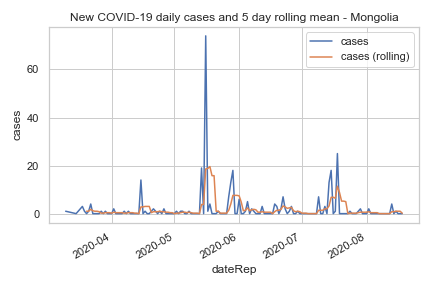 New COVID-19 daily cases and 5 day rolling mean - Mongolia
cases
cases (rolling)
60
40
20
0
cases
2020-04
2020-05
2020-06
2020-07
2020-08
dateRep